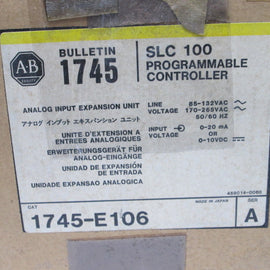 AB
BULLETIN
1745
SLC 100
PROGRAMMABLE
CONTROLLER
ANALOG INPUT EXPANSION UNIT
アナログ インプット エキスパンション ユニット
UNITE D'EXTENSION A
ENTREES ANALOGIQUES
ERWEITERUNGSGERÄT FÜR
ANALOG-EINGÄNGE
UNIDAD DE EXPANSIÓN
DE ENTRADA
UNIDADE EXPANSAO ANALOGICA
LINE 85-132VAC
VOLTAGE 170-265VAC
50/60 HZ
INPUT 0-20 mA
OR
0-10VDC
MADE IN JAPAN
CAT
1745-E106
SER
A